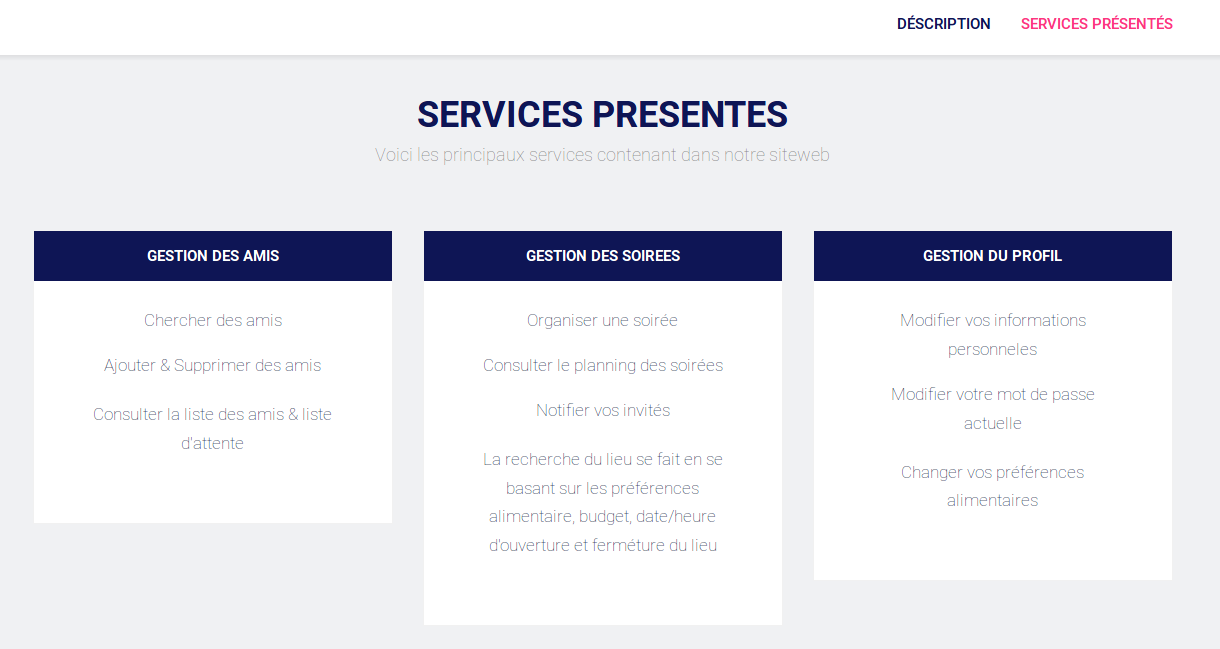 DÉSCRIPTION SERVICES PRÉSENTÉS
SERVICES PRESENTES
Voici les principaux services contenant dans notre siteweb
GESTION DES AMIS
Chercher des amis
Ajouter & Supprimer des amis
Consulter la liste des amis & liste
d'attente
GESTION DES SOIREES
Organiser une soirée
Consulter le planning des soirées
Notifier vos invités
La recherche du lieu se fait en se
basant sur les préférences
alimentaire, budget, date/heure
d'ouverture et ferméture du lieu
GESTION DU PROFIL
Modifier vos informations
personneles
Modifier votre mot de passe
actuelle
Changer vos préférences
alimentaires